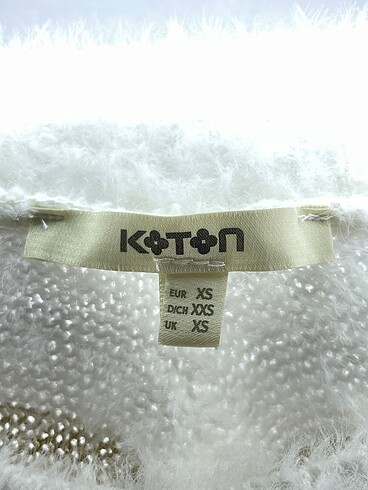 KOTON
EUR XS
D/CH XXS
UK XS